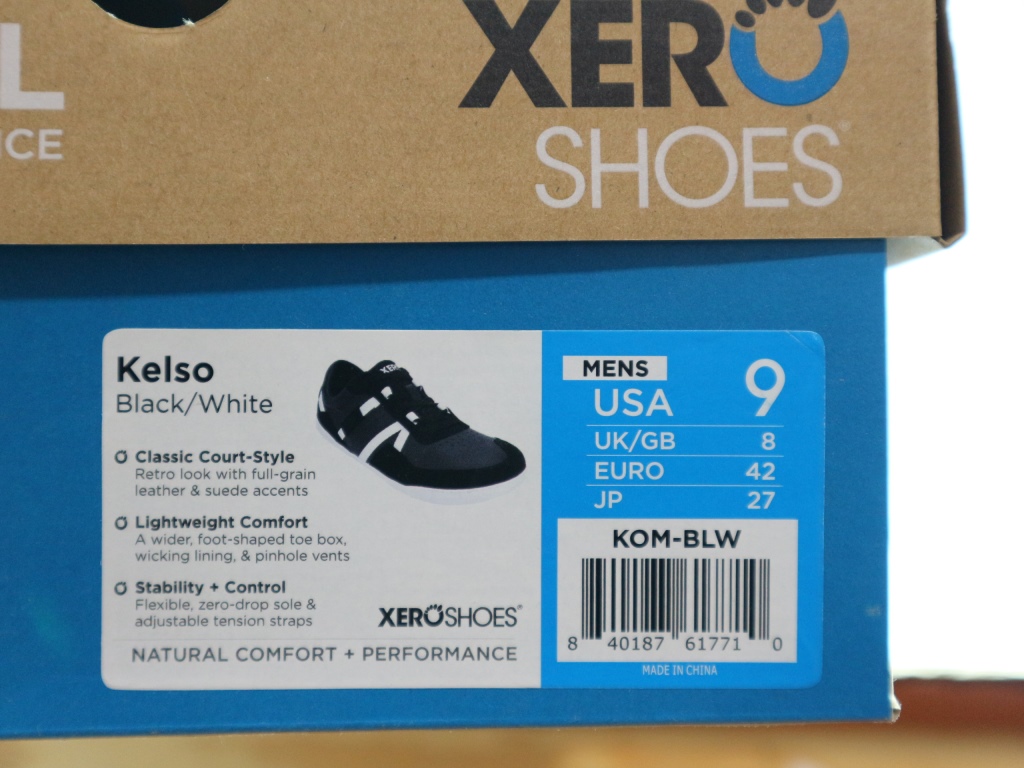 XERO
SHOES
L
CE
Kelso
Black/White
Classic Court-Style
Retro look with full-grain
leather & suede accents
Lightweight Comfort
A wider, foot-shaped toe box,
wicking lining, & pinhole vents
Stability + Control
Flexible, zero-drop sole &
adjustable tension straps
XEROSHOES®
NATURAL COMFORT + PERFORMANCE
MENS
USA 9
UK/GB 8
EURO 42
JP 27
KOM-BLW
8 40187 61771 0
MADE IN CHINA